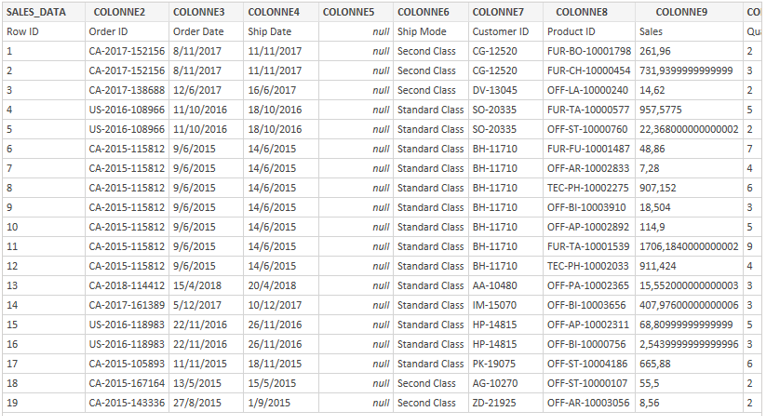 SALES_DATA COLONNE2 COLONNE3 COLONNE4 COLONNE5 COLONNE6 COLONNE7 COLONNE8 COLONNE9 CO
Row ID Order ID Order Date Ship Date null Ship Mode Customer ID Product ID Sales Qua
1 CA-2017-152156 8/11/2017 11/11/2017 null Second Class CG-12520 FUR-BO-10001798 261,96 2
2 CA-2017-152156 8/11/2017 11/11/2017 null Second Class CG-12520 FUR-CH-10000454 731,9399999999999 3
3 CA-2017-138688 12/6/2017 16/6/2017 null Second Class DV-13045 OFF-LA-10000240 14,62 2
4 US-2016-108966 11/10/2016 18/10/2016 null Standard Class SO-20335 FUR-TA-10000577 957,5775 5
5 US-2016-108966 11/10/2016 18/10/2016 null Standard Class SO-20335 OFF-ST-10000760 22,368000000000002 2
6 CA-2015-115812 9/6/2015 14/6/2015 null Standard Class BH-11710 FUR-FU-10001487 48,86 7
7 CA-2015-115812 9/6/2015 14/6/2015 null Standard Class BH-11710 OFF-AR-10002833 7,28 4
8 CA-2015-115812 9/6/2015 14/6/2015 null Standard Class BH-11710 TEC-PH-10002275 907,152 6
9 CA-2015-115812 9/6/2015 14/6/2015 null Standard Class BH-11710 OFF-BI-10003910 18,504 3
10 CA-2015-115812 9/6/2015 14/6/2015 null Standard Class BH-11710 OFF-AP-10002892 114,9 5
11 CA-2015-115812 9/6/2015 14/6/2015 null Standard Class BH-11710 FUR-TA-10001539 1706,1840000000002 9
12 CA-2015-115812 9/6/2015 14/6/2015 null Standard Class BH-11710 TEC-PH-10002033 911,424 4
13 CA-2018-114412 15/4/2018 20/4/2018 null Standard Class AA-10480 OFF-PA-10002365 15,552000000000003 3
14 CA-2017-161389 5/12/2017 10/12/2017 null Standard Class IM-15070 OFF-BI-10003656 407,97600000000006 3
15 US-2016-118983 22/11/2016 26/11/2016 null Standard Class HP-14815 OFF-AP-10002311 68,80999999999999 5
16 US-2016-118983 22/11/2016 26/11/2016 null Standard Class HP-14815 OFF-BI-10000756 2,5439999999999996 3
17 CA-2015-105893 11/11/2015 18/11/2015 null Standard Class PK-19075 OFF-ST-10004186 665,88 6
18 CA-2015-167164 13/5/2015 15/5/2015 null Second Class AG-10270 OFF-ST-10000107 55,5 2
19 CA-2015-143336 27/8/2015 1/9/2015 null Second Class ZD-21925 OFF-AR-10003056 8,56 2